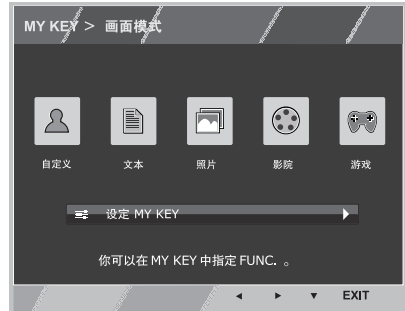 MY KEY > 画面模式
自定义 文本 照片 影院 游戏
设定 MY KEY
你可以在 MY KEY 中指定 FUNC. 。
EXIT